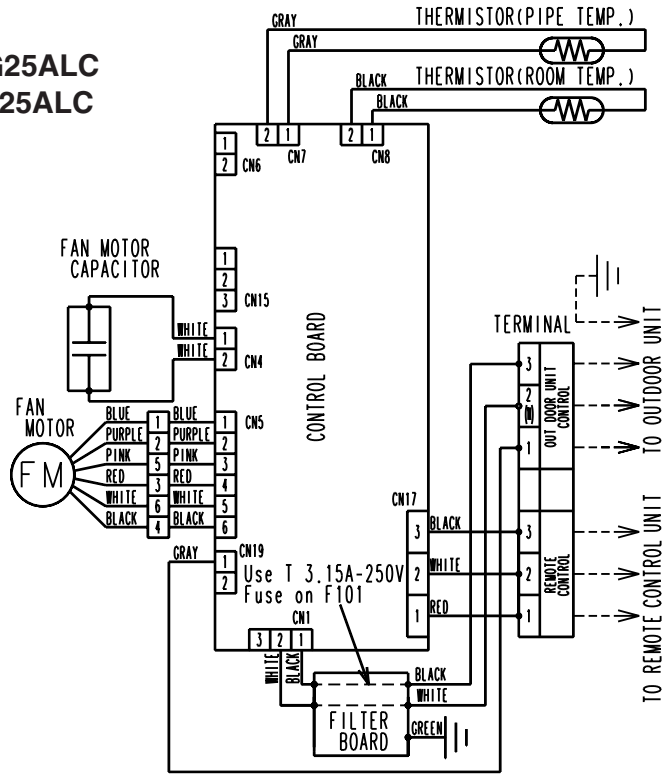 25ALC
25ALC
GRAY
THERMISTOR(PIPE TEMP.)
GRAY
BLACK
THERMISTOR(ROOM TEMP.)
BLACK
2 1
CN7
2 1
CN8
1
2
CN6
FAN MOTOR
CAPACITOR
1
2
3
CN15
WHITE
WHITE
1
2
CN4
CONTROL BOARD
FAN
MOTOR
FM
BLUE 1 BLUE 1 CN5
PURPLE 2 PURPLE 2
PINK 5 PINK 3
RED 3 RED 4
WHITE 6 WHITE 5
BLACK 4 BLACK 6
GRAY
1
2
CN19
Use T 3.15A-250V
Fuse on F101
CN1
3 2 1
WHITE
BLACK
FILTER
BOARD
BLACK
WHITE
GREEN
CN17
3 BLACK
2 WHITE
1 RED
TERMINAL
3
2
(N)
1
OUT DOOR UNIT
CONTROL
3
2
1
REMOTE
CONTROL
TO OUTDOOR UNIT
TO REMOTE CONTROL UNIT